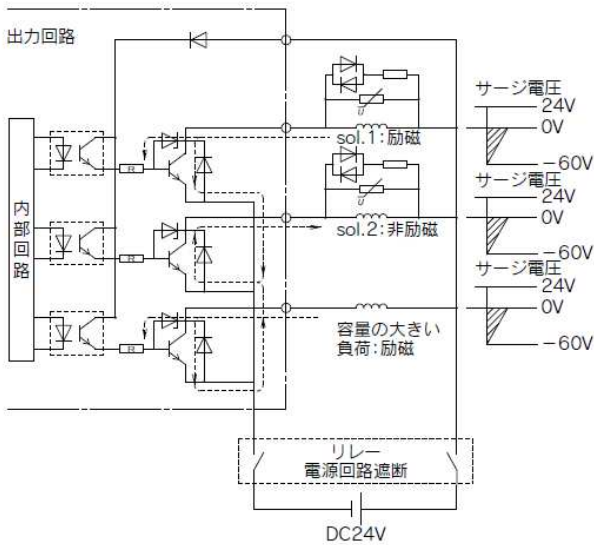 出力回路
内部回路
R
R
R
sol.1:励磁
sol.2:非励磁
容量の大きい
負荷:励磁
サージ電圧
24V
0V
-60V
サージ電圧
24V
0V
-60V
サージ電圧
24V
0V
-60V
リレー
電源回路遮断
DC24V